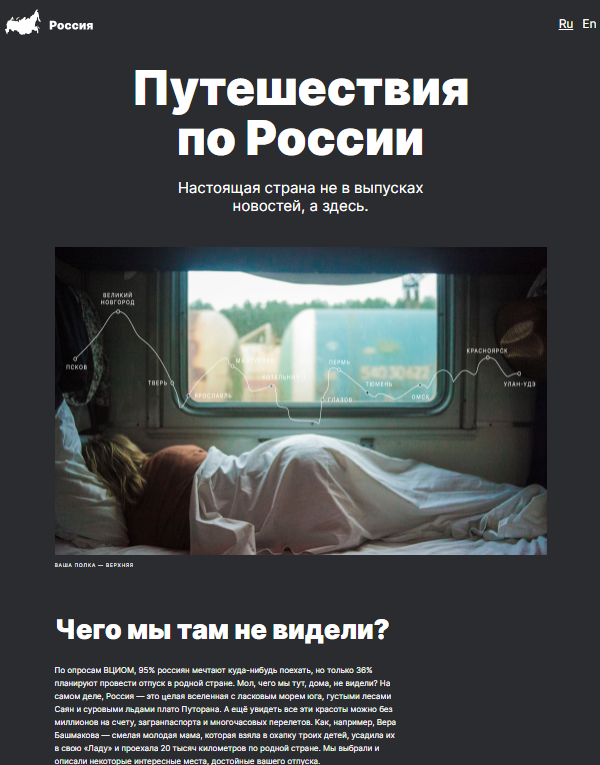 Россия
Ru En
Путешествия
по России
Настоящая страна не в выпусках
новостей, а здесь.
ВЕЛИКИЙ
НОВГОРОД
ПСКОВ
ТВЕРЬ
ЯРОСЛАВЛЬ
КОТЕЛЬНИЧ
ГЛАЗОВ
ПЕРМЬ
ТЮМЕНЬ
ОМСК
КРАСНОЯРСК
УЛАН-УДЭ
ВАША ПОЛКА — ВЕРХНЯЯ
Чего мы там не видели?
По опросам ВЦИОМ, 95% россиян мечтают куда-нибудь поехать, но только 36%
планируют провести отпуск в родной стране. Мол, чего мы тут, дома, не видели? На
самом деле, Россия — это целая вселенная с ласковым морем юга, густыми лесами
Саян и суровыми льдами плато Путорана. А ещё увидеть все эти красоты можно без
миллионов на счету, загранпаспорта и многочасовых перелетов. Как, например, Вера
Башмакова — смелая молодая мама, которая взяла в охапку троих детей, усадила их
в свою «Ладу» и проехала 20 тысяч километров по родной стране. Мы выбрали и
описали некоторые интересные места, достойные вашего отпуска.